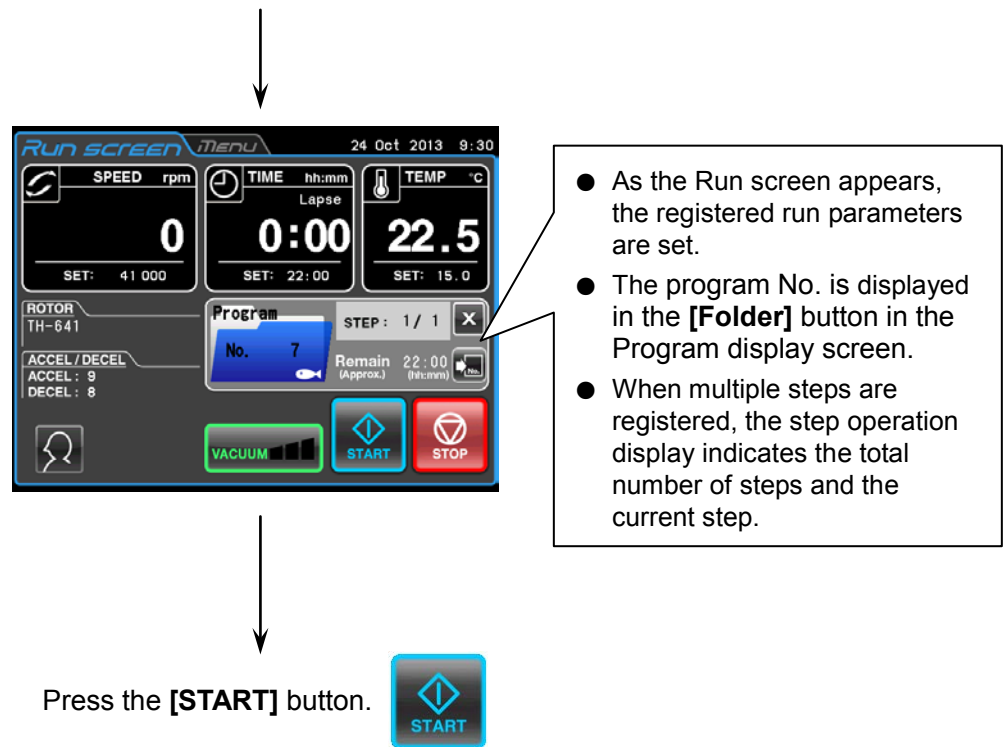 Run screen Menu 24 Oct 2013 9:30
SPEED rpm
0
SET: 41 000
TIME hh:mm
Lapse
0:00
SET: 22:00
TEMP °C
22.5
SET: 15.0
ROTOR
TH-641
ACCEL/DECEL
ACCEL: 9
DECEL: 8
Program
No. 7
STEP: 1/ 1 X
Remain 22:00
(Approx.) (hh:mm)
No.
VACUUM
START
STOP
● As the Run screen appears,
the registered run parameters
are set.
● The program No. is displayed
in the [Folder] button in the
Program display screen.
● When multiple steps are
registered, the step operation
display indicates the total
number of steps and the
current step.
Press the [START] button.
START